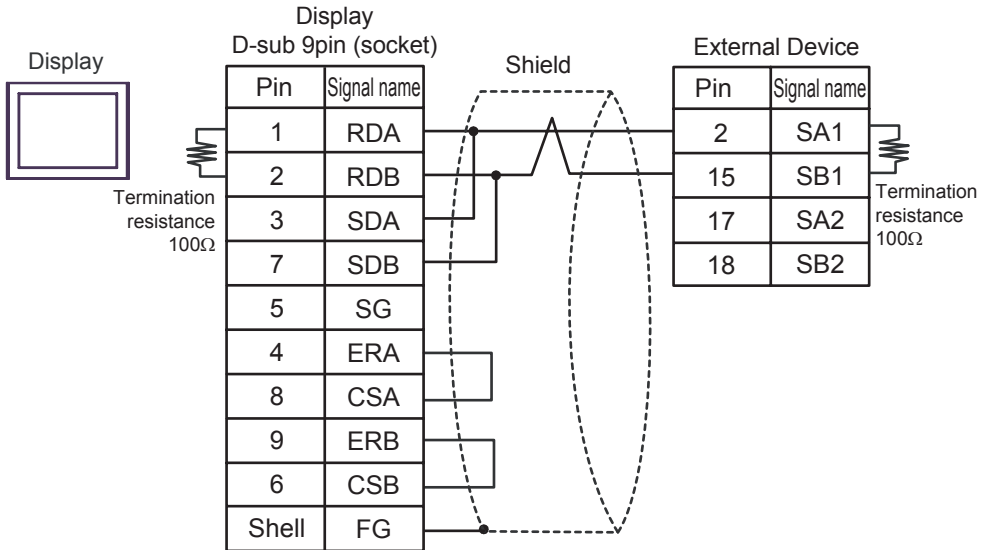 Display
Display
D-sub 9pin (socket)
Shield
External Device
Pin Signal name
1 RDA
2 RDB
3 SDA
7 SDB
5 SG
4 ERA
8 CSA
9 ERB
6 CSB
Shell FG
Termination
resistance
100Ω
Pin Signal name
2 SA1
15 SB1
17 SA2
18 SB2
Termination
resistance
100Ω